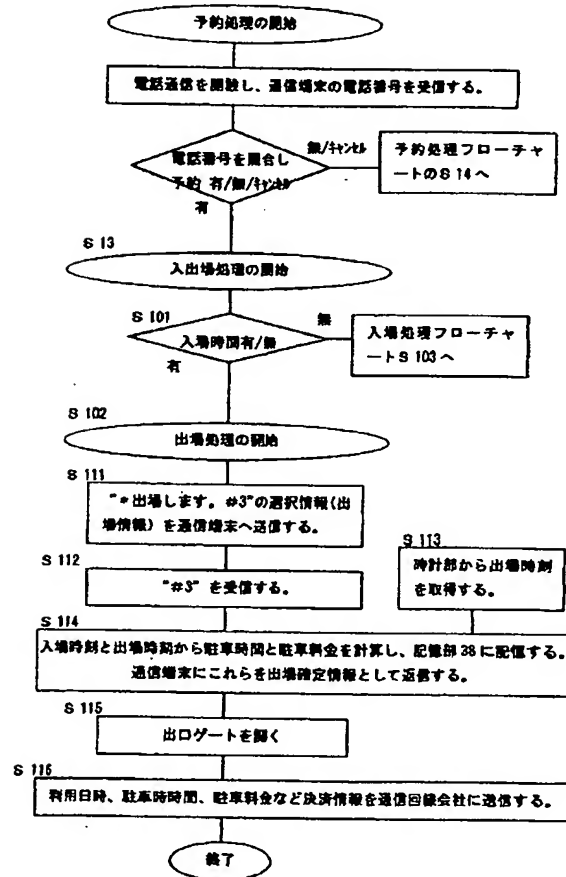 予約処理の開始
電話通信を開設し、通信端末の電話番号を受信する。
電話番号を照合し
予約 有/無/キャンセル
無/キャンセル
有
予約処理フローチャ
ートのS 14へ
S 13
入出場処理の開始
S 101
入場時間有/無
無
有
入場処理フローチャ
ートS 103へ
S 102
出場処理の開始
S 111
"*出場します。#3"の選択情報(出
場情報)を通信端末へ送信する。
S 112
"#3" を受信する。
S 113
時計部から出場時刻
を取得する。
S 114
入場時刻と出場時刻から駐車時間と駐車料金を計算し、記憶部38に記憶する。
通信端末にこれらを出場確定情報として返信する。
S 115
出口ゲートを開く
S 116
利用日時、駐車時時間、駐車料金など決済情報を通信回線会社に送信する。
終了